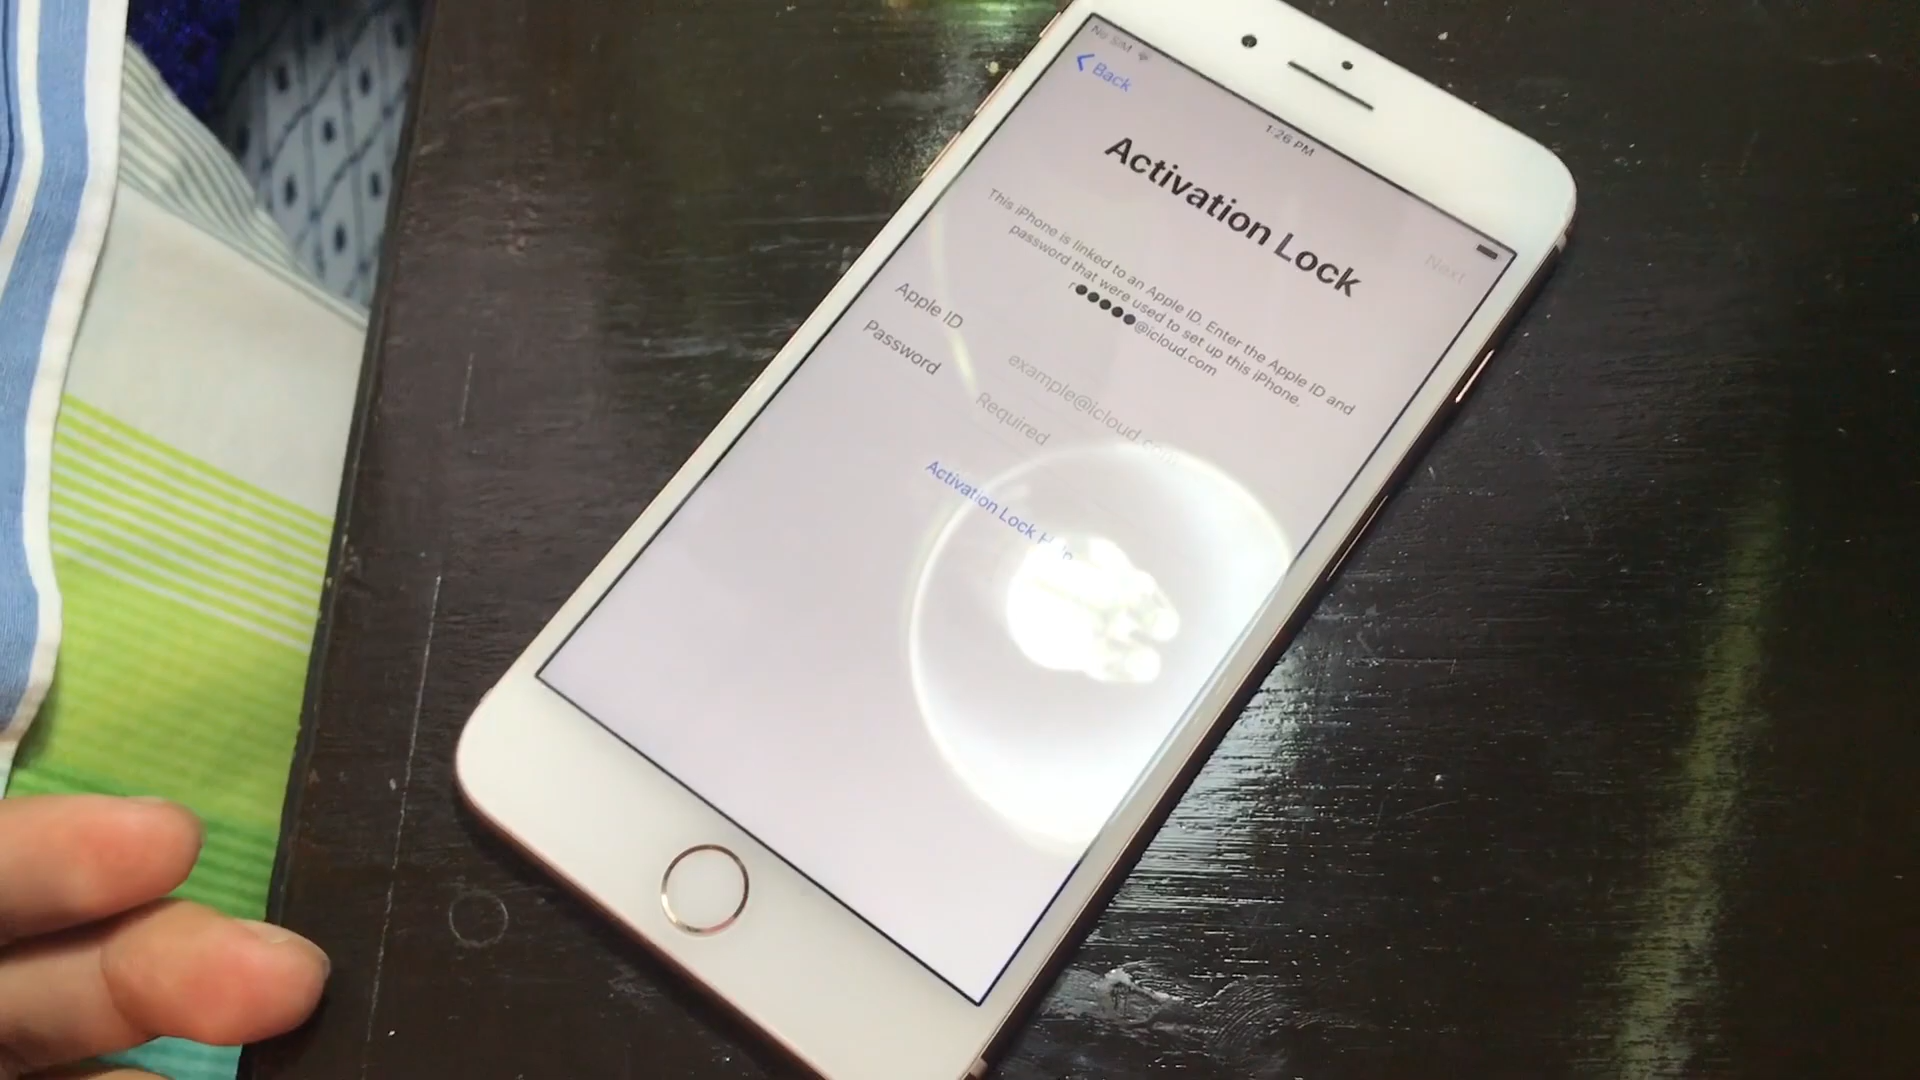 No SIM
Back
1:26 PM
Next
Activation Lock
This iPhone is linked to an Apple ID. Enter the Apple ID and
password that were used to set up this iPhone.
r●●●●●@icloud.com
Apple ID
example@icloud.com
Password
Required
Activation Lock Help